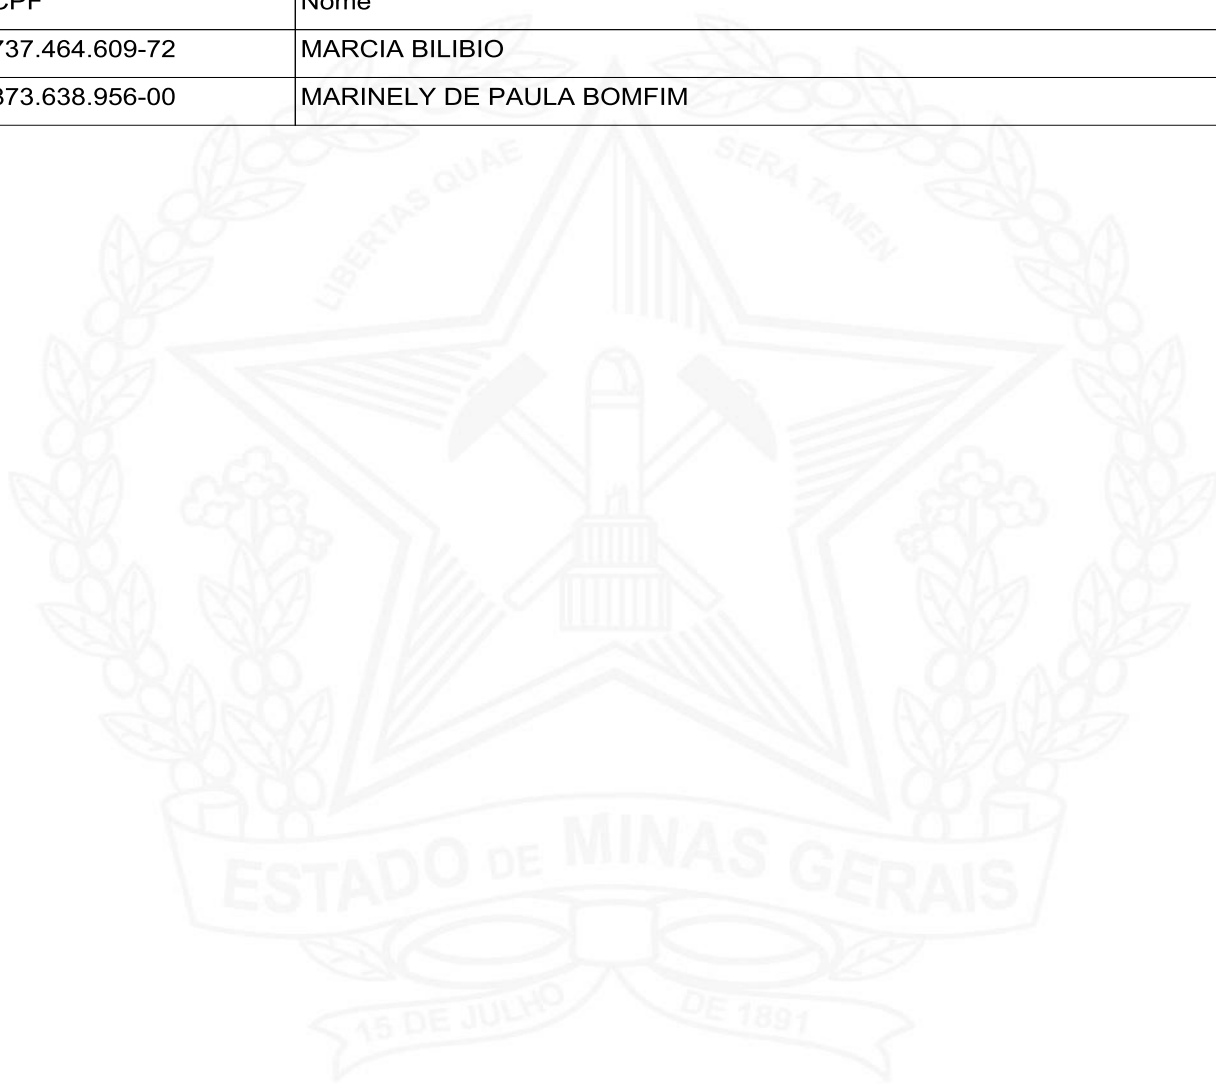 CPF Nome
737.464.609-72 MARCIA BILIBIO
873.638.956-00 MARINELY DE PAULA BOMFIM
LIBERTAS QUAE SERA TAMEN
ESTADO DE MINAS GERAIS
15 DE JULHO DE 1891